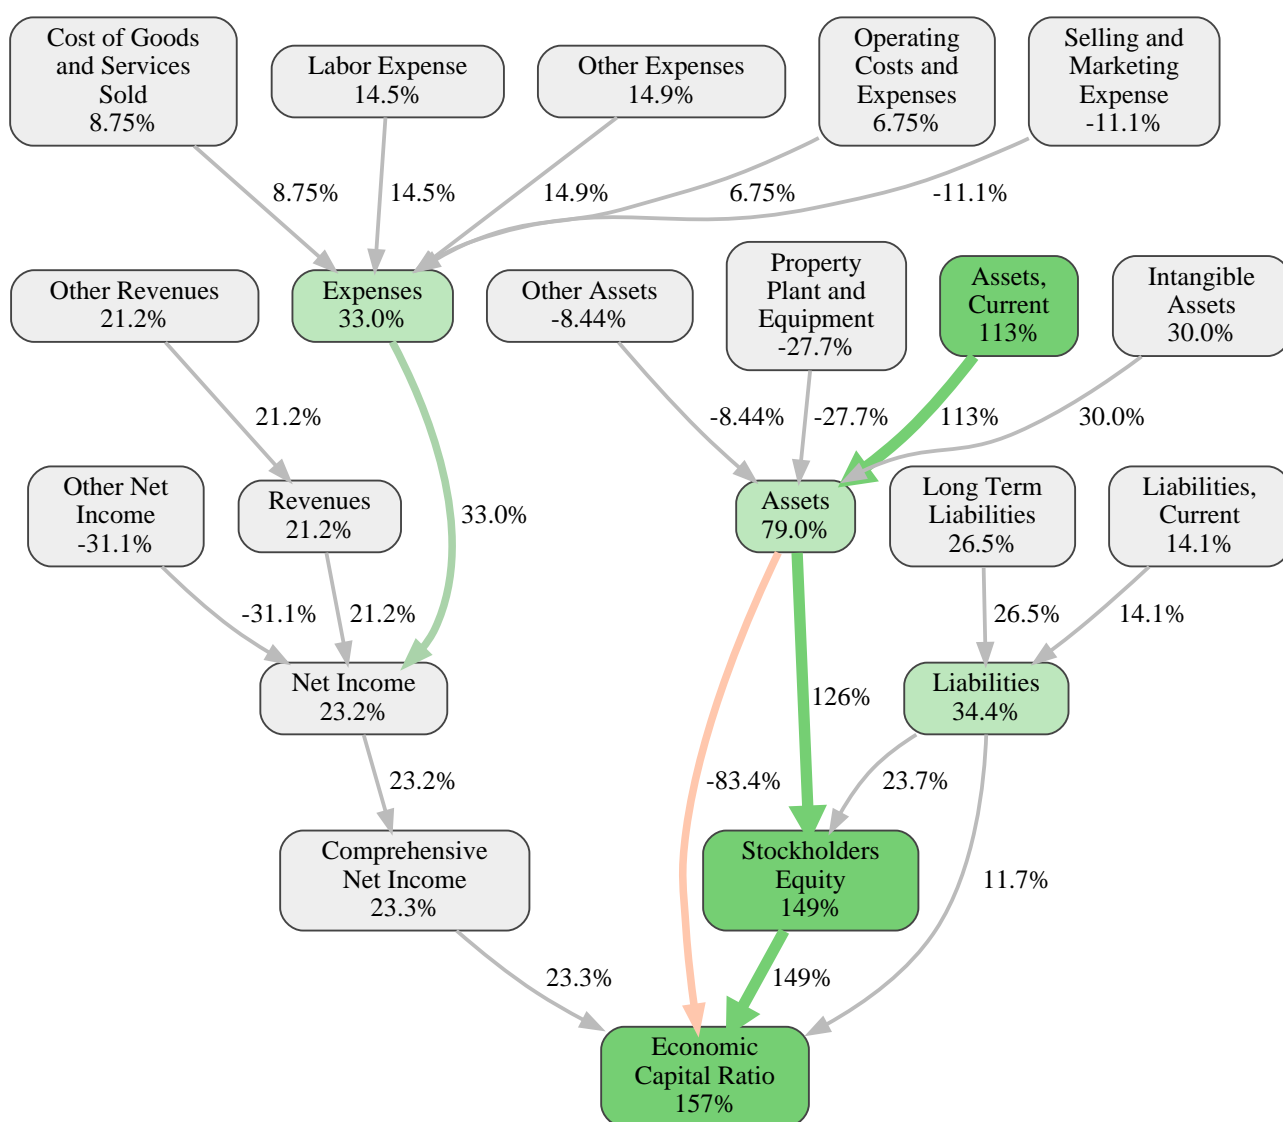 Cost of Goods
and Services
Sold
8.75%
Labor Expense
14.5%
Other Expenses
14.9%
Operating
Costs and
Expenses
6.75%
Selling and
Marketing
Expense
-11.1%
8.75%
14.5%
14.9%
6.75%
-11.1%
Other Revenues
21.2%
Expenses
33.0%
Other Assets
-8.44%
Property
Plant and
Equipment
-27.7%
Assets,
Current
113%
Intangible
Assets
30.0%
21.2%
-8.44%
-27.7%
113%
30.0%
Other Net
Income
-31.1%
Revenues
21.2%
33.0%
Assets
79.0%
Long Term
Liabilities
26.5%
Liabilities,
Current
14.1%
-31.1%
21.2%
26.5%
14.1%
Net Income
23.2%
126%
Liabilities
34.4%
23.2%
-83.4%
23.7%
Comprehensive
Net Income
23.3%
Stockholders
Equity
149%
11.7%
23.3%
149%
Economic
Capital Ratio
157%